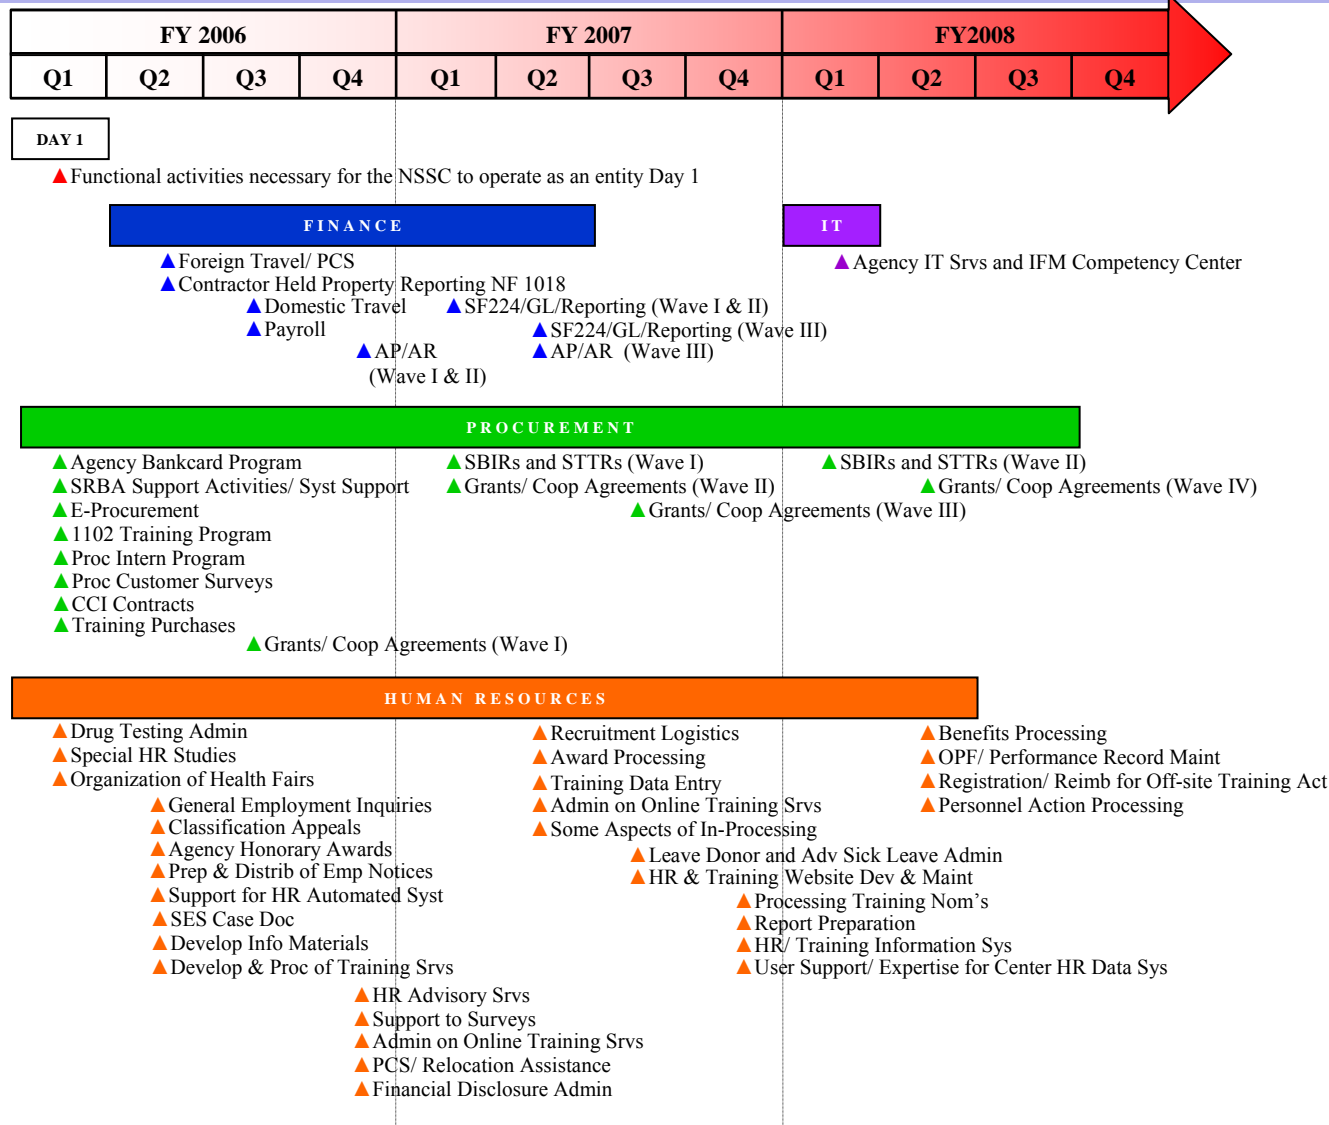 FY 2006 FY 2007 FY2008
Q1 Q2 Q3 Q4 Q1 Q2 Q3 Q4 Q1 Q2 Q3 Q4
DAY 1
Functional activities necessary for the NSSC to operate as an entity Day 1
FINANCE
IT
Foreign Travel/ PCS
Agency IT Srvs and IFM Competency Center
Contractor Held Property Reporting NF 1018
Domestic Travel
SF224/GL/Reporting (Wave I & II)
Payroll
SF224/GL/Reporting (Wave III)
AP/AR
(Wave I & II)
AP/AR (Wave III)
PROCUREMENT
Agency Bankcard Program
SRBA Support Activities/ Syst Support
E-Procurement
1102 Training Program
Proc Intern Program
Proc Customer Surveys
CCI Contracts
Training Purchases
Grants/ Coop Agreements (Wave I)
SBIRs and STTRs (Wave I)
Grants/ Coop Agreements (Wave II)
Grants/ Coop Agreements (Wave III)
SBIRs and STTRs (Wave II)
Grants/ Coop Agreements (Wave IV)
HUMAN RESOURCES
Drug Testing Admin
Special HR Studies
Organization of Health Fairs
General Employment Inquiries
Classification Appeals
Agency Honorary Awards
Prep & Distrib of Emp Notices
Support for HR Automated Syst
SES Case Doc
Develop Info Materials
Develop & Proc of Training Srvs
HR Advisory Srvs
Support to Surveys
Admin on Online Training Srvs
PCS/ Relocation Assistance
Financial Disclosure Admin
Recruitment Logistics
Award Processing
Training Data Entry
Admin on Online Training Srvs
Some Aspects of In-Processing
Leave Donor and Adv Sick Leave Admin
HR & Training Website Dev & Maint
Processing Training Nom's
Report Preparation
HR/ Training Information Sys
User Support/ Expertise for Center HR Data Sys
Benefits Processing
OPF/ Performance Record Maint
Registration/ Reimb for Off-site Training Act
Personnel Action Processing